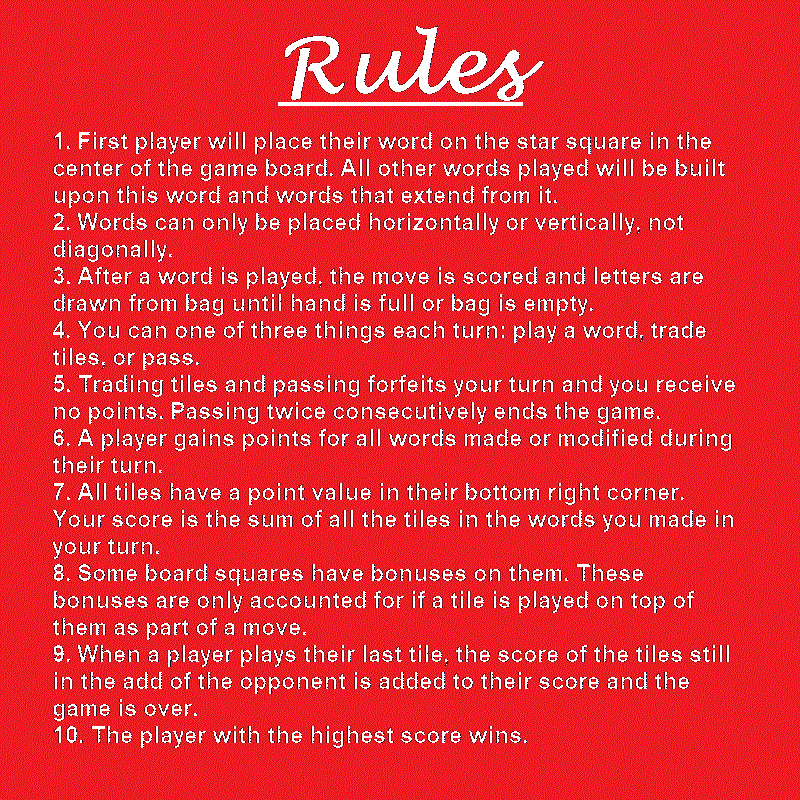 Rules
1. First player will place their word on the star square in the
center of the game board. All other words played will be built
upon this word and words that extend from it.
2. Words can only be placed horizontally or vertically, not
diagonally.
3. After a word is played, the move is scored and letters are
drawn from bag until hand is full or bag is empty.
4. You can one of three things each turn: play a word, trade
tiles, or pass.
5. Trading tiles and passing forfeits your turn and you receive
no points. Passing twice consecutively ends the game.
6. A player gains points for all words made or modified during
their turn.
7. All tiles have a point value in their bottom right corner.
Your score is the sum of all the tiles in the words you made in
your turn.
8. Some board squares have bonuses on them. These
bonuses are only accounted for if a tile is played on top of
them as part of a move.
9. When a player plays their last tile, the score of the tiles still
in the add of the opponent is added to their score and the
game is over.
10. The player with the highest score wins.